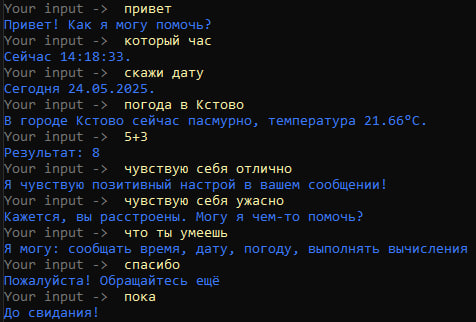 Your input ->  привет
Привет! Как я могу помочь?
Your input ->  который час
Сейчас 14:18:33.
Your input ->  скажи дату
Сегодня 24.05.2025.
Your input ->  погода в Кстово
В городе Кстово сейчас пасмурно, температура 21.66°C.
Your input ->  5+3
Результат: 8
Your input ->  чувствую себя отлично
Я чувствую позитивный настрой в вашем сообщении!
Your input ->  чувствую себя ужасно
Кажется, вы расстроены. Могу я чем-то помочь?
Your input ->  что ты умеешь
Я могу: сообщать время, дату, погоду, выполнять вычисления
Your input ->  спасибо
Пожалуйста! Обращайтесь ещё
Your input ->  пока
До свидания!